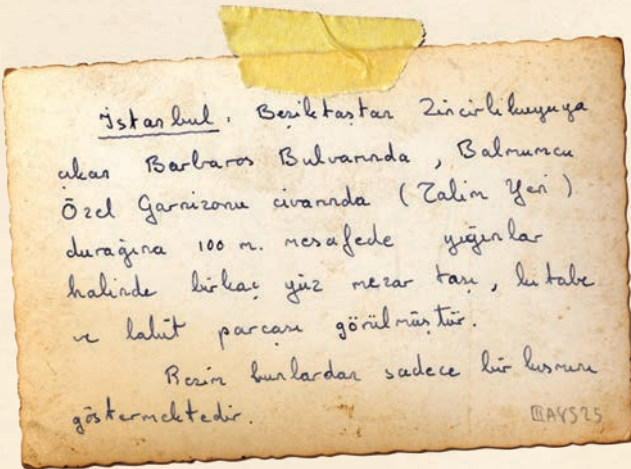 İstanbul. Beşiktaştan Zincirlikuyuya
çıkan Barbaros Bulvarında, Balmumcu
Özel Garnizonu civarında (Talim Yeri)
durağına 100 m. mesafede yığınlar
halinde birkaç yüz mezar taşı, kitabe
ve lahit parçası görülmüştür.
Resim bunlardan sadece bir kısmını
göstermektedir.